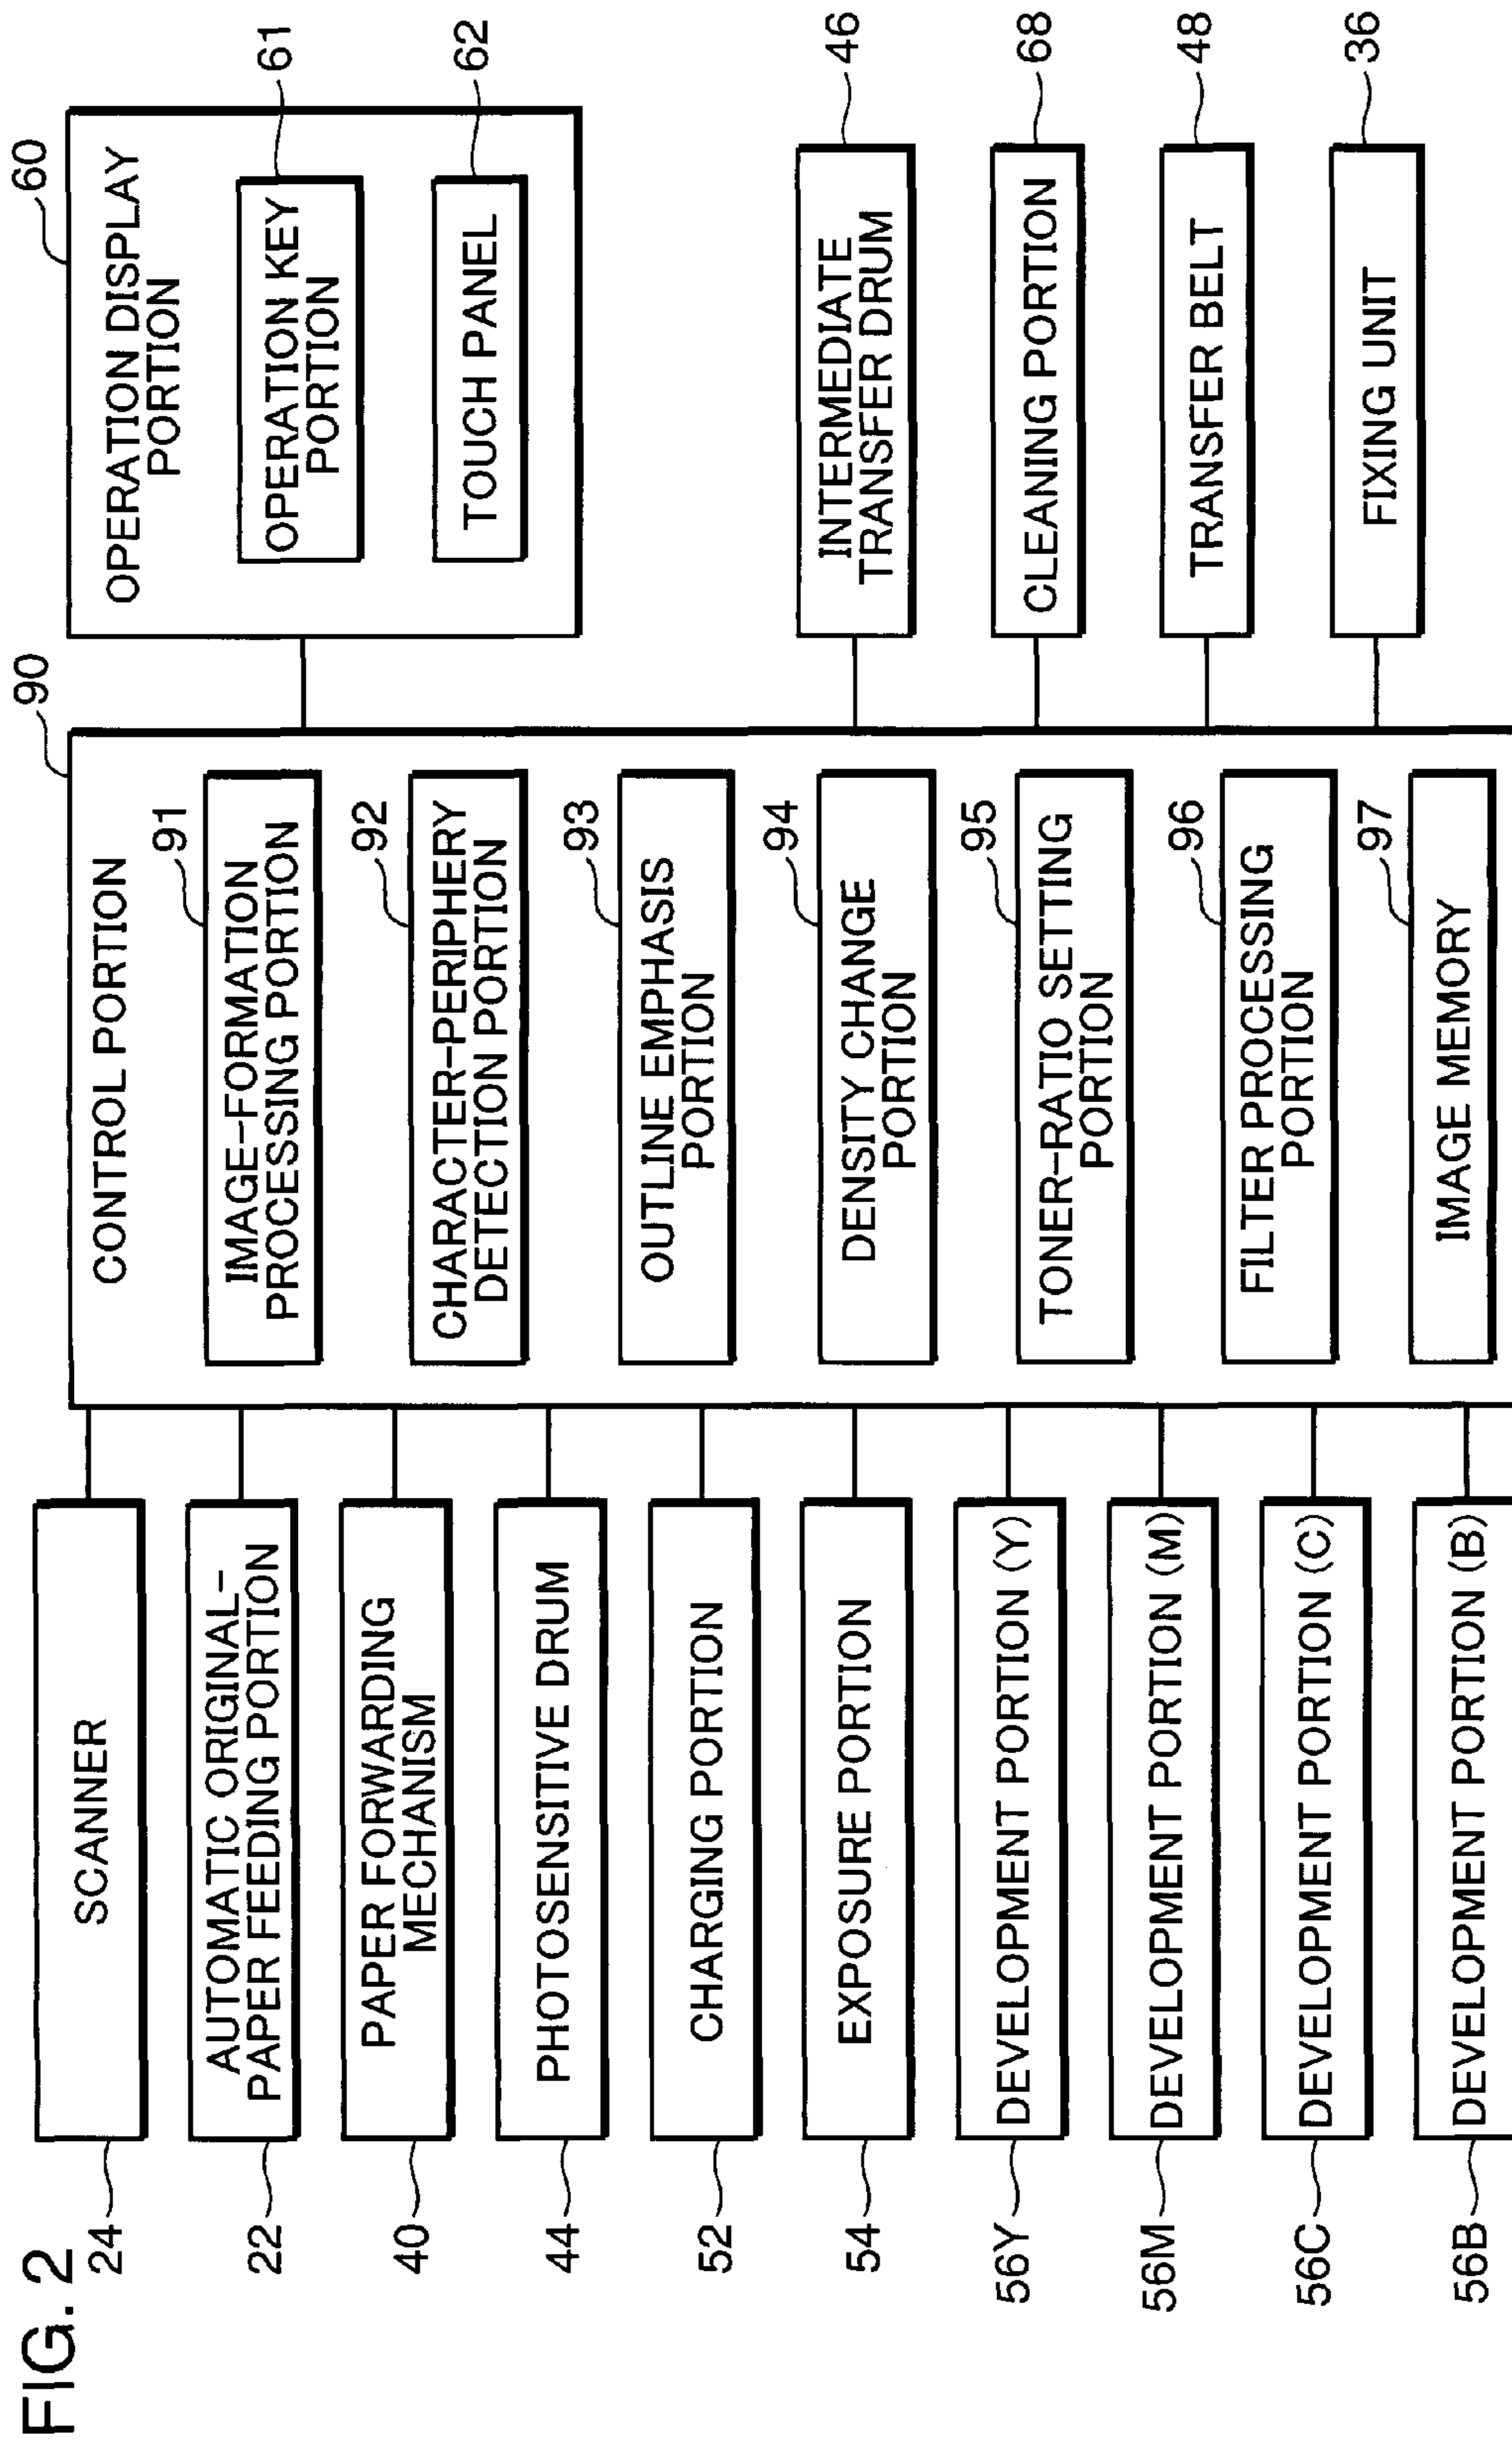 FIG. 2
24
SCANNER
22
AUTOMATIC ORIGINAL-
PAPER FEEDING PORTION
40
PAPER FORWARDING
MECHANISM
44
PHOTOSENSITIVE DRUM
52
CHARGING PORTION
54
EXPOSURE PORTION
56Y
DEVELOPMENT PORTION (Y)
56M
DEVELOPMENT PORTION (M)
56C
DEVELOPMENT PORTION (C)
56B
DEVELOPMENT PORTION (B)
90
CONTROL PORTION
91
IMAGE-FORMATION
PROCESSING PORTION
92
CHARACTER-PERIPHERY
DETECTION PORTION
93
OUTLINE EMPHASIS
PORTION
94
DENSITY CHANGE
PORTION
95
TONER-RATIO SETTING
PORTION
96
FILTER PROCESSING
PORTION
97
IMAGE MEMORY
60
OPERATION DISPLAY
PORTION
61
OPERATION KEY
PORTION
62
TOUCH PANEL
46
INTERMEDIATE
TRANSFER DRUM
68
CLEANING PORTION
48
TRANSFER BELT
36
FIXING UNIT